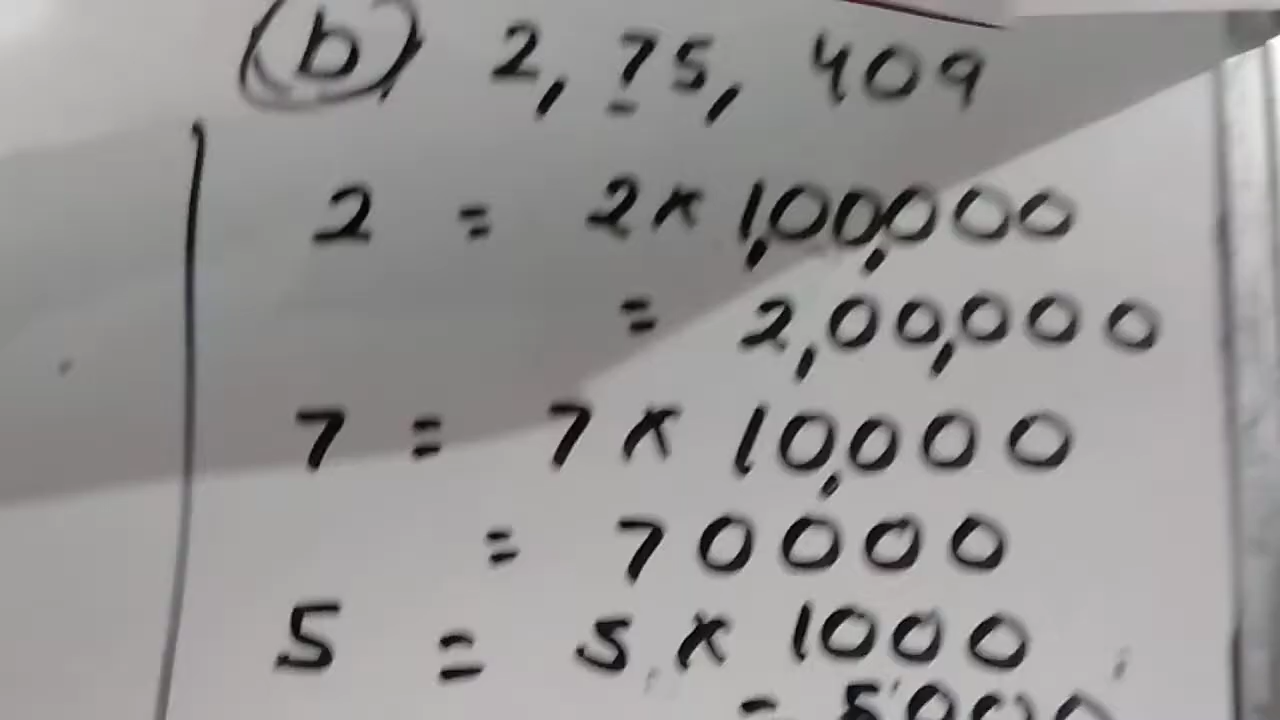 (b) 2,75,409
2 = 2×1,00,000
= 2,00,000
7 = 7×10,000
= 70000
5 = 5×1000
= 5000